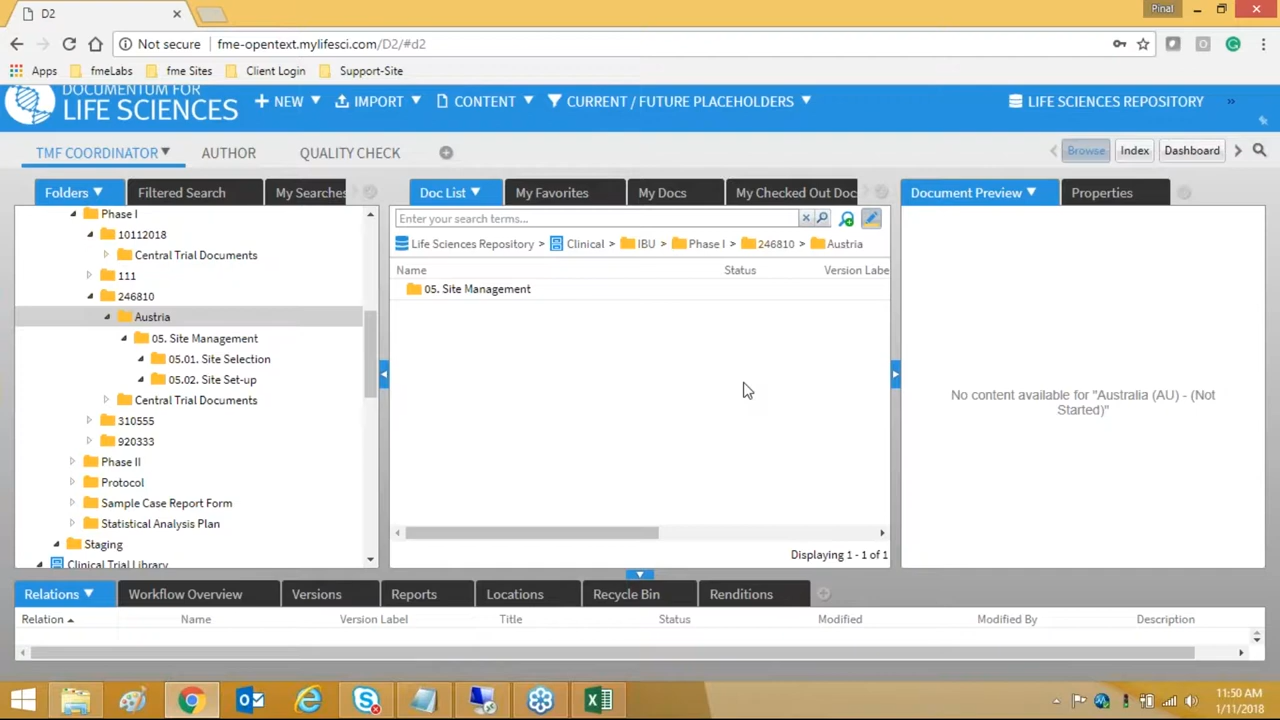 D2
Pinal
Not secure
fme-opentext.mylifesci.com/D2/#d2
Apps
fmeLabs
fme Sites
Client Login
Support-Site
DOCUMENTUM FOR
LIFE SCIENCES
NEW
IMPORT
CONTENT
CURRENT / FUTURE PLACEHOLDERS
LIFE SCIENCES REPOSITORY
TMF COORDINATOR
AUTHOR
QUALITY CHECK
Browse
Index
Dashboard
Folders
Filtered Search
My Searches
Doc List
My Favorites
My Docs
My Checked Out Doc
Document Preview
Properties
Phase I
10112018
Central Trial Documents
111
246810
Austria
05. Site Management
05.01. Site Selection
05.02. Site Set-up
Central Trial Documents
310555
920333
Phase II
Protocol
Sample Case Report Form
Statistical Analysis Plan
Staging
Clinical Trial Library
Enter your search terms...
Life Sciences Repository > Clinical > IBU > Phase I > 246810 > Austria
Name Status Version Labe
05. Site Management
Displaying 1 - 1 of 1
No content available for "Australia (AU) - (Not
Started)"
Relations
Workflow Overview
Versions
Reports
Locations
Recycle Bin
Renditions
Relation Name Version Label Title Status Modified Modified By Description
11:50 AM
1/11/2018